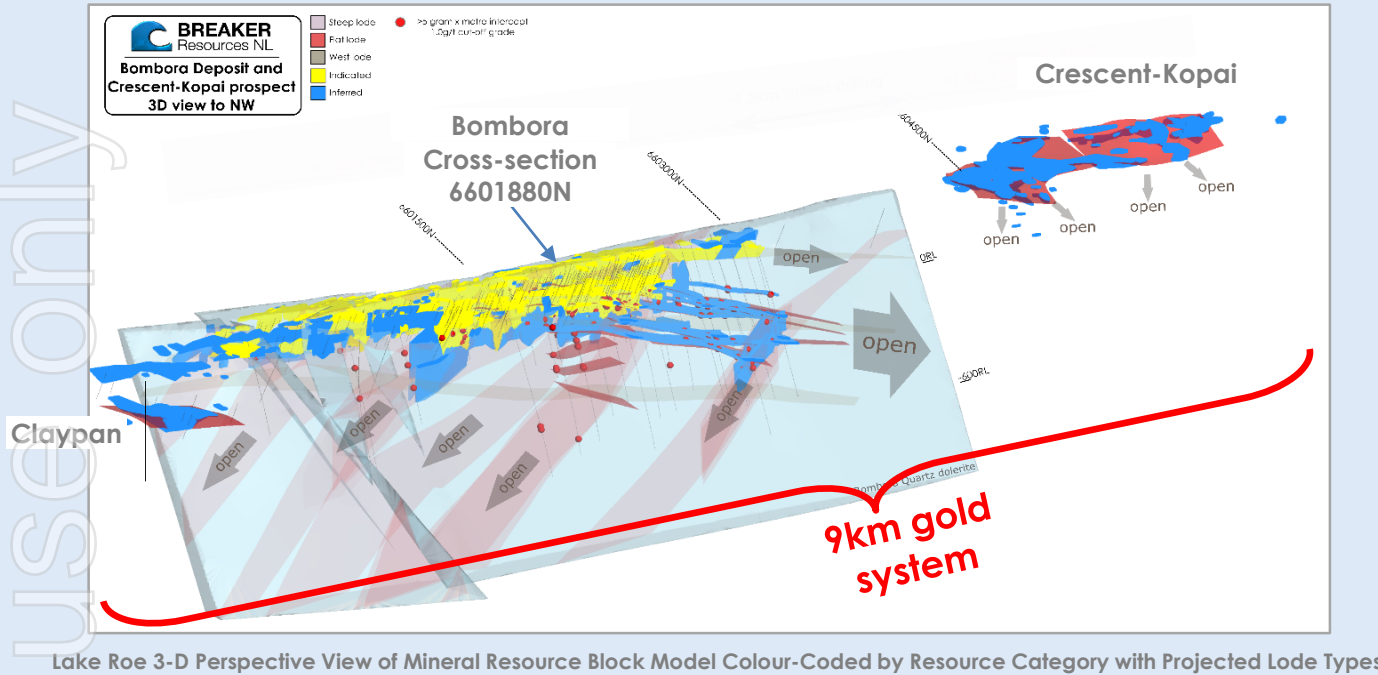 BREAKER
Resources NL
Bombora Deposit and
Crescent-Kopai prospect
3D view to NW
Steep lode
Flat lode
West lode
Indicated
Inferred
>5 gram x metre intercept
1.0g/t cut-off grade
Crescent-Kopai
Bombora
Cross-section
6601880N
6601500N
6603000N
604500N
open
open
open
open
open
0RL
open
-600RL
Claypan
open
open
open
open
open
Bombora Quartz dolerite
9km gold
system
use only
Lake Roe 3-D Perspective View of Mineral Resource Block Model Colour-Coded by Resource Category with Projected Lode Types